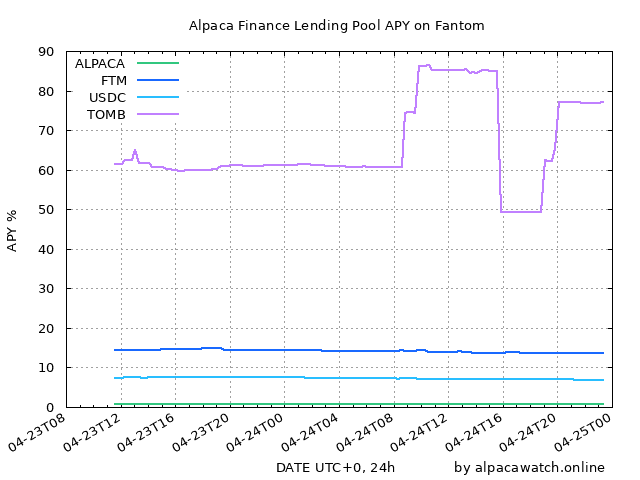 Alpaca Finance Lending Pool APY on Fantom
ALPACA
FTM
USDC
TOMB
APY %
90
80
70
60
50
40
30
20
10
0
04-23T08
04-23T12
04-23T16
04-23T20
04-24T00
04-24T04
04-24T08
04-24T12
04-24T16
04-24T20
04-25T00
DATE UTC+0, 24h
by alpacawatch.online